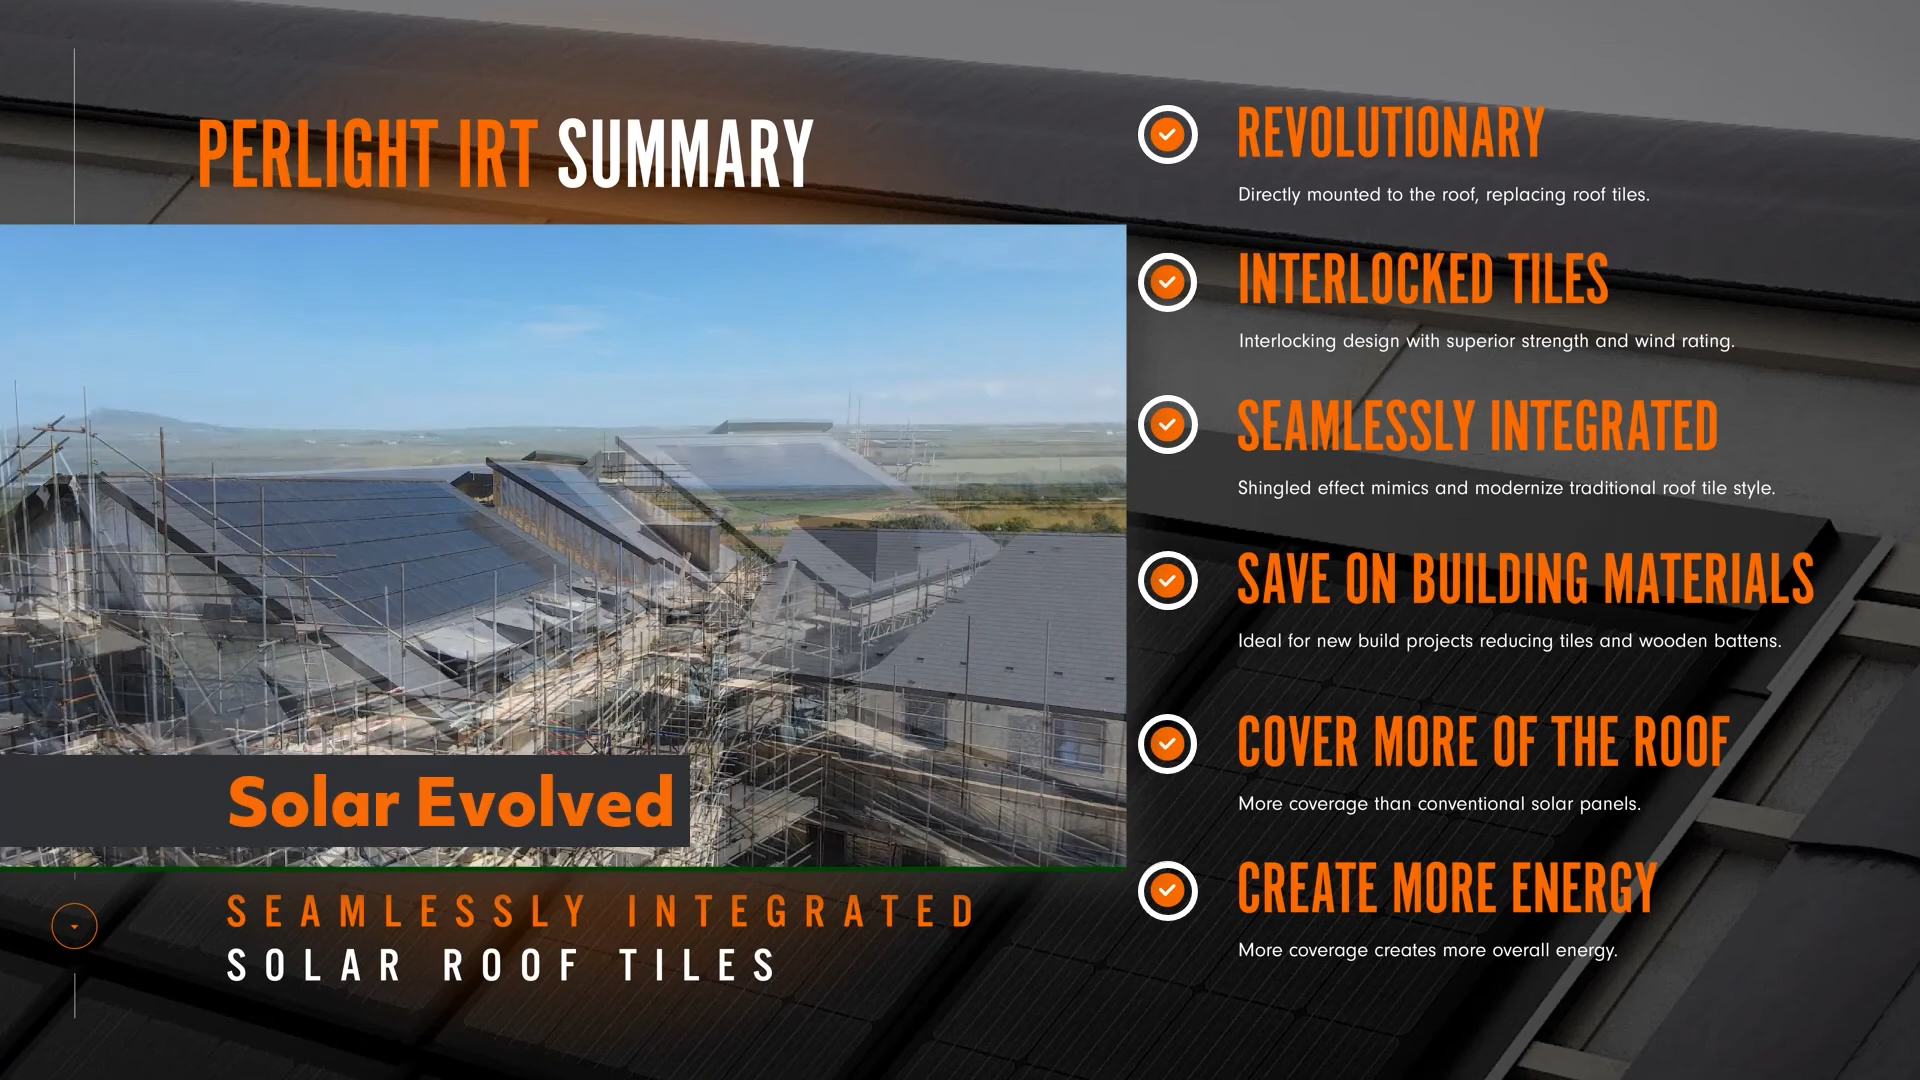 PERLIGHT IRT SUMMARY
Solar Evolved
SEAMLESSLY INTEGRATED
SOLAR ROOF TILES
REVOLUTIONARY
Directly mounted to the roof, replacing roof tiles.
INTERLOCKED TILES
Interlocking design with superior strength and wind rating.
SEAMLESSLY INTEGRATED
Shingled effect mimics and modernize traditional roof tile style.
SAVE ON BUILDING MATERIALS
Ideal for new build projects reducing tiles and wooden battens.
COVER MORE OF THE ROOF
More coverage than conventional solar panels.
CREATE MORE ENERGY
More coverage creates more overall energy.